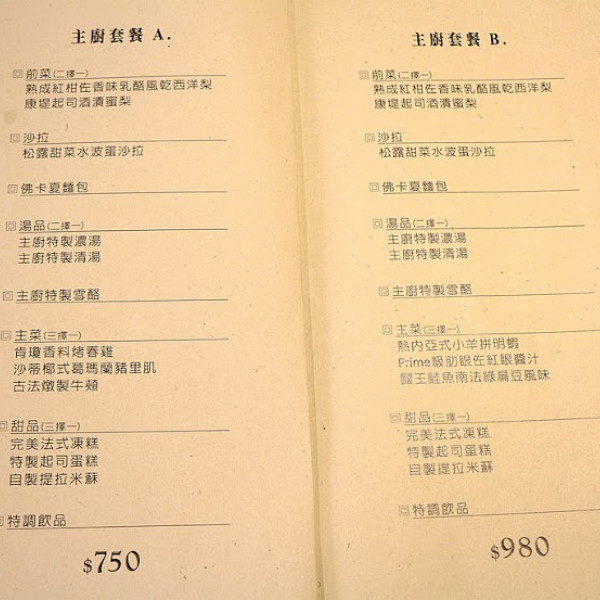 主廚套餐 A.
前菜(二擇一)
熟成紅柑佐香味乳酪風乾西洋梨
康堤起司酒漬蜜梨
沙拉
松露甜菜水波蛋沙拉
佛卡夏麵包
湯品(二擇一)
主廚特製濃湯
主廚特製清湯
主廚特製雪酪
主菜(三擇一)
肯瓊香料烤春雞
沙蒂椰式葛瑪蘭豬里肌
古法燉製牛頰
甜品(三擇一)
完美法式凍糕
特製起司蛋糕
自製提拉米蘇
特調飲品
$750
主廚套餐 B.
前菜(二擇一)
熟成紅柑佐香味乳酪風乾西洋梨
康堤起司酒漬蜜梨
沙拉
松露甜菜水波蛋沙拉
佛卡夏麵包
湯品(二擇一)
主廚特製濃湯
主廚特製清湯
主廚特製雪酪
主菜(三擇一)
熱內亞式小羊拼明蝦
Prime級肋眼佐紅眼醬汁
國王鮭魚南法綠扁豆風味
甜品(三擇一)
完美法式凍糕
特製起司蛋糕
自製提拉米蘇
特調飲品
$980